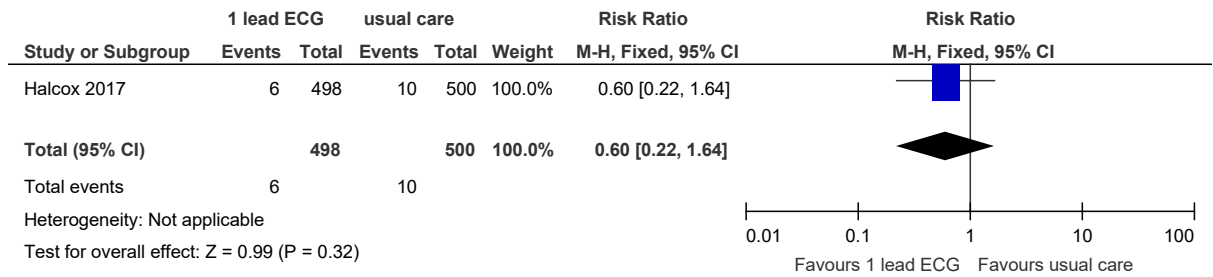 1 lead ECG usual care Risk Ratio Risk Ratio
Study or Subgroup Events Total Events Total Weight M-H, Fixed, 95% CI M-H, Fixed, 95% CI
Halcox 2017 6 498 10 500 100.0% 0.60 [0.22, 1.64]
Total (95% CI) 498 500 100.0% 0.60 [0.22, 1.64]
Total events 6 10
Heterogeneity: Not applicable
Test for overall effect: Z = 0.99 (P = 0.32)
0.01 0.1 1 10 100
Favours 1 lead ECG Favours usual care